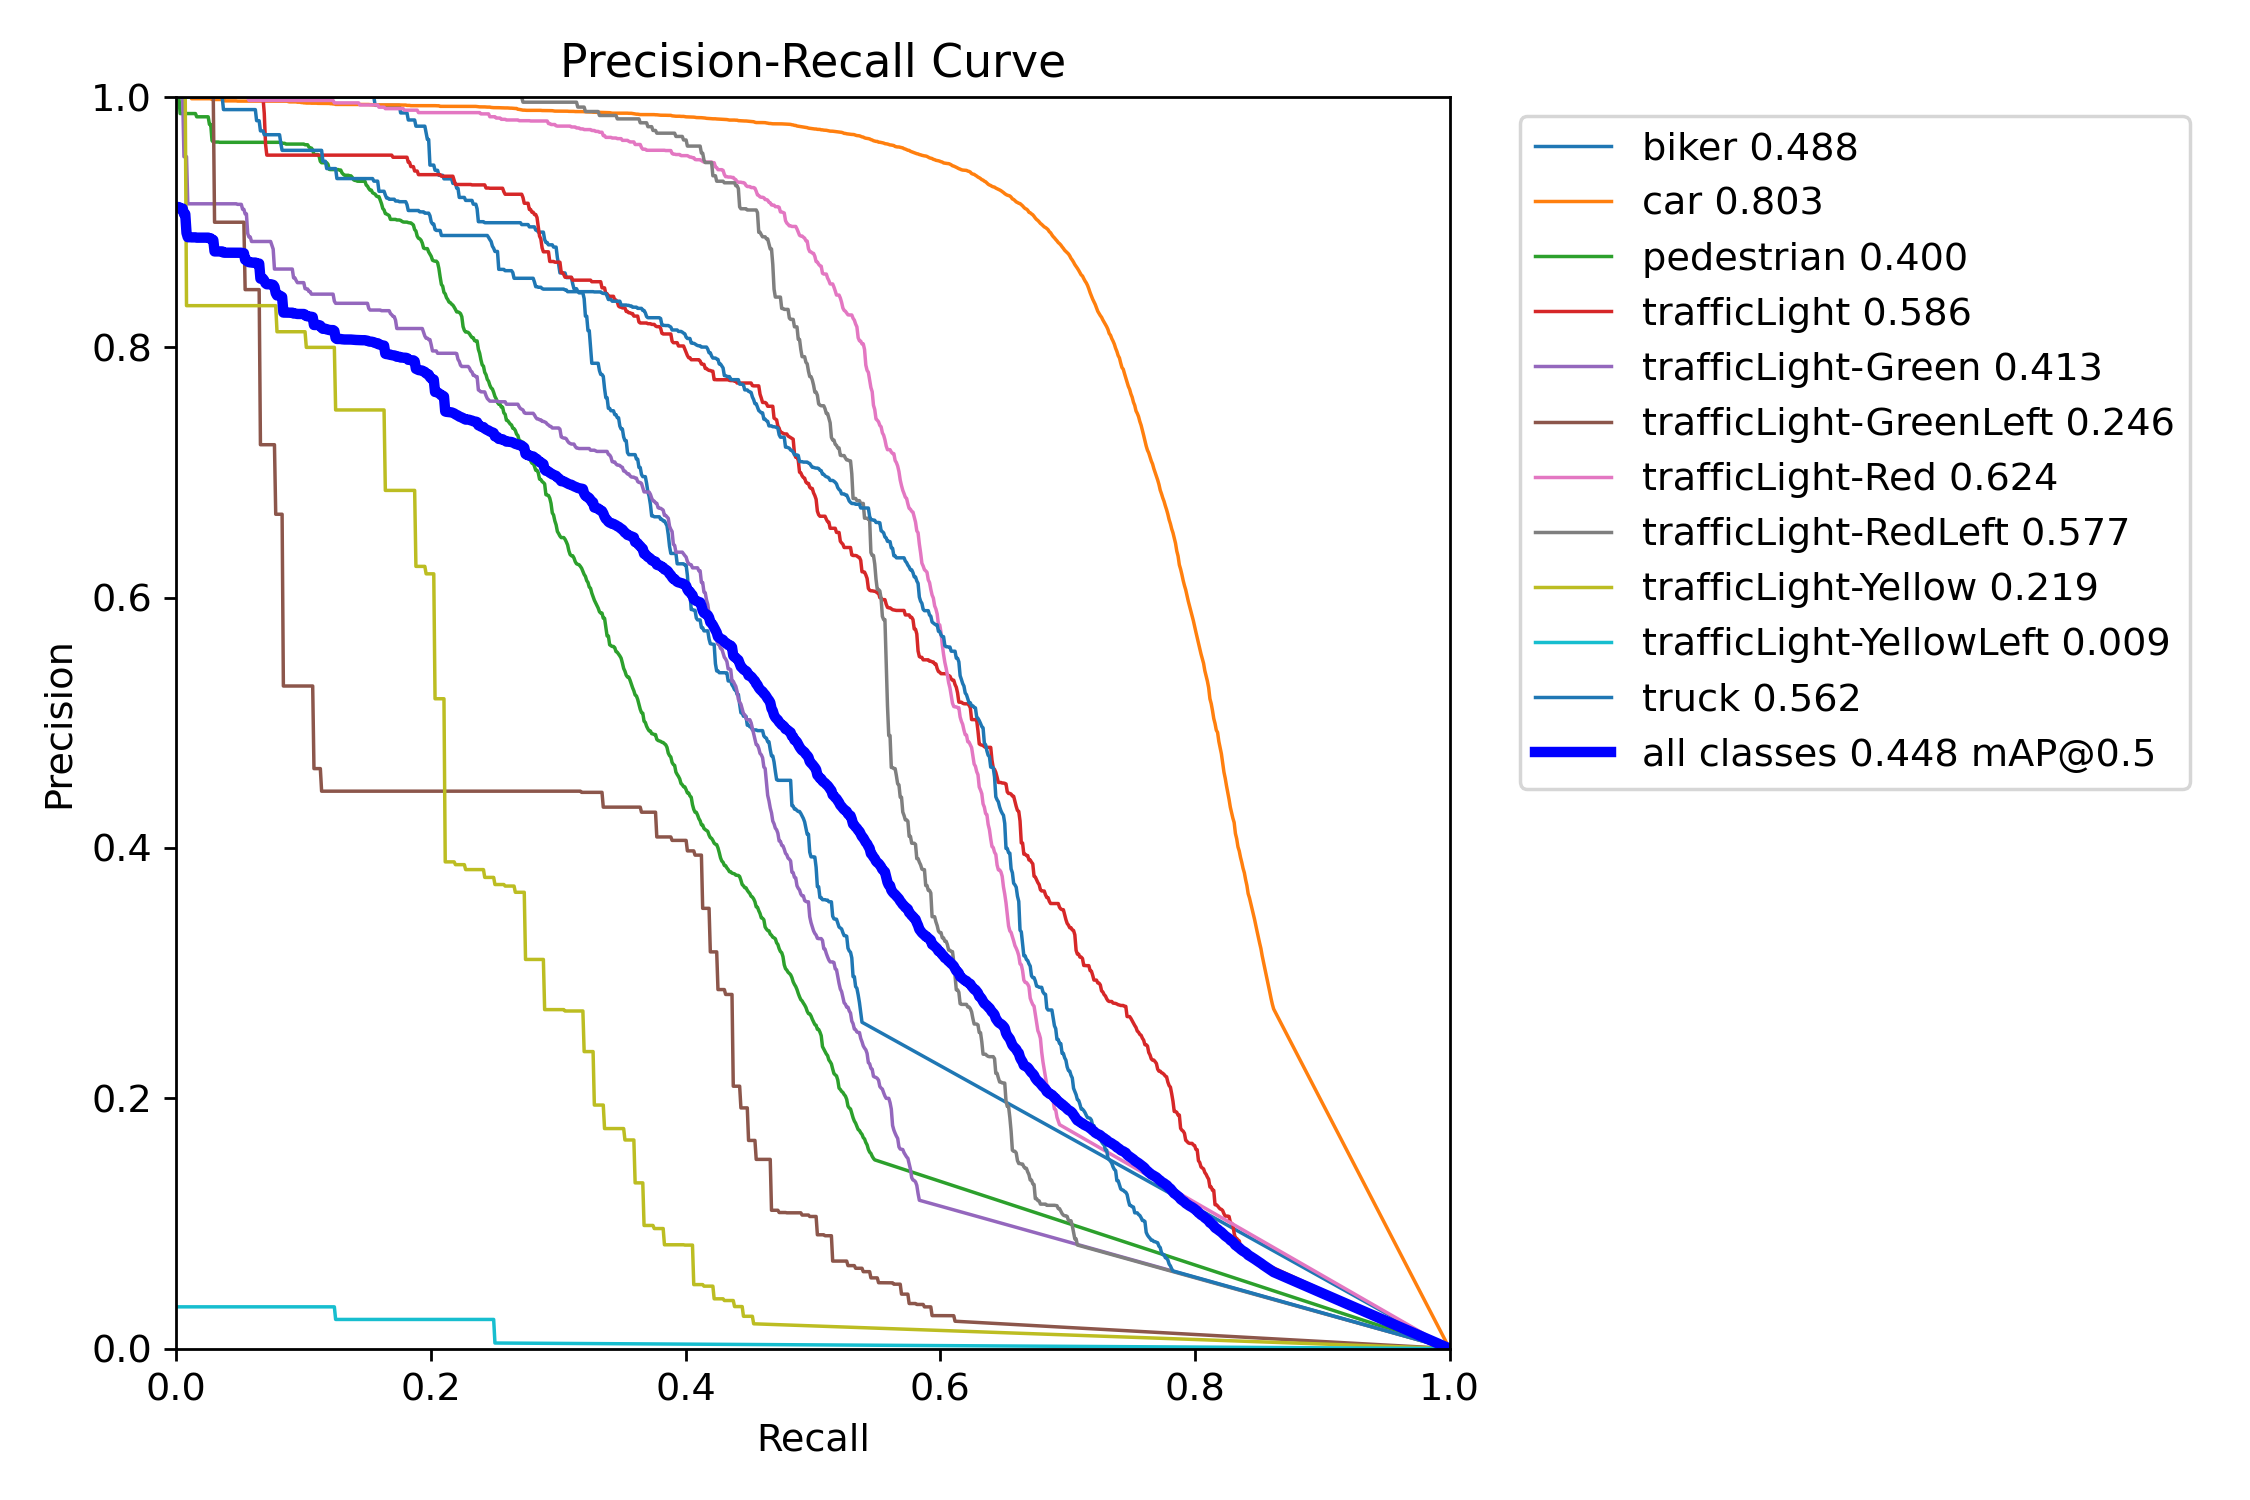 Precision-Recall Curve
1.0
0.8
0.6
0.4
0.2
0.0
Precision
0.0 0.2 0.4 0.6 0.8 1.0
Recall
biker 0.488
car 0.803
pedestrian 0.400
trafficLight 0.586
trafficLight-Green 0.413
trafficLight-GreenLeft 0.246
trafficLight-Red 0.624
trafficLight-RedLeft 0.577
trafficLight-Yellow 0.219
trafficLight-YellowLeft 0.009
truck 0.562
all classes 0.448 mAP@0.5